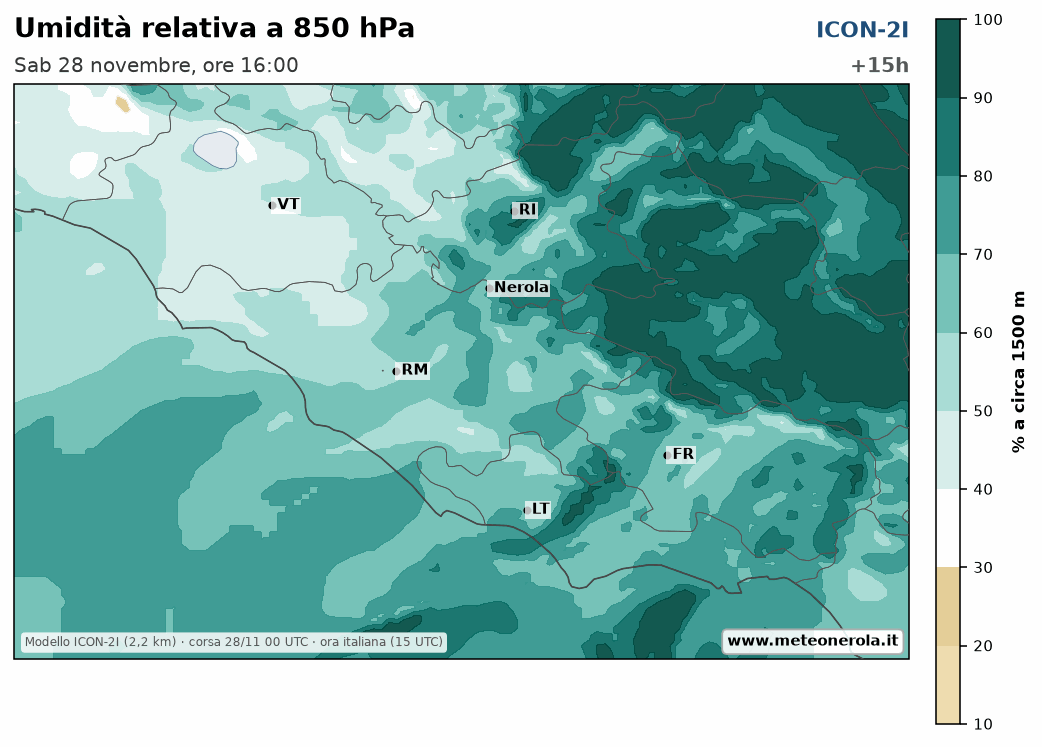 Umidità relativa a 850 hPa
ICON-2I
Sab 28 novembre, ore 16:00
+15h
100
90
80
70
60
50
40
30
20
10
% a circa 1500 m
VT
RI
Nerola
RM
FR
LT
Modello ICON-2I (2,2 km) · corsa 28/11 00 UTC · ora italiana (15 UTC)
www.meteonerola.it